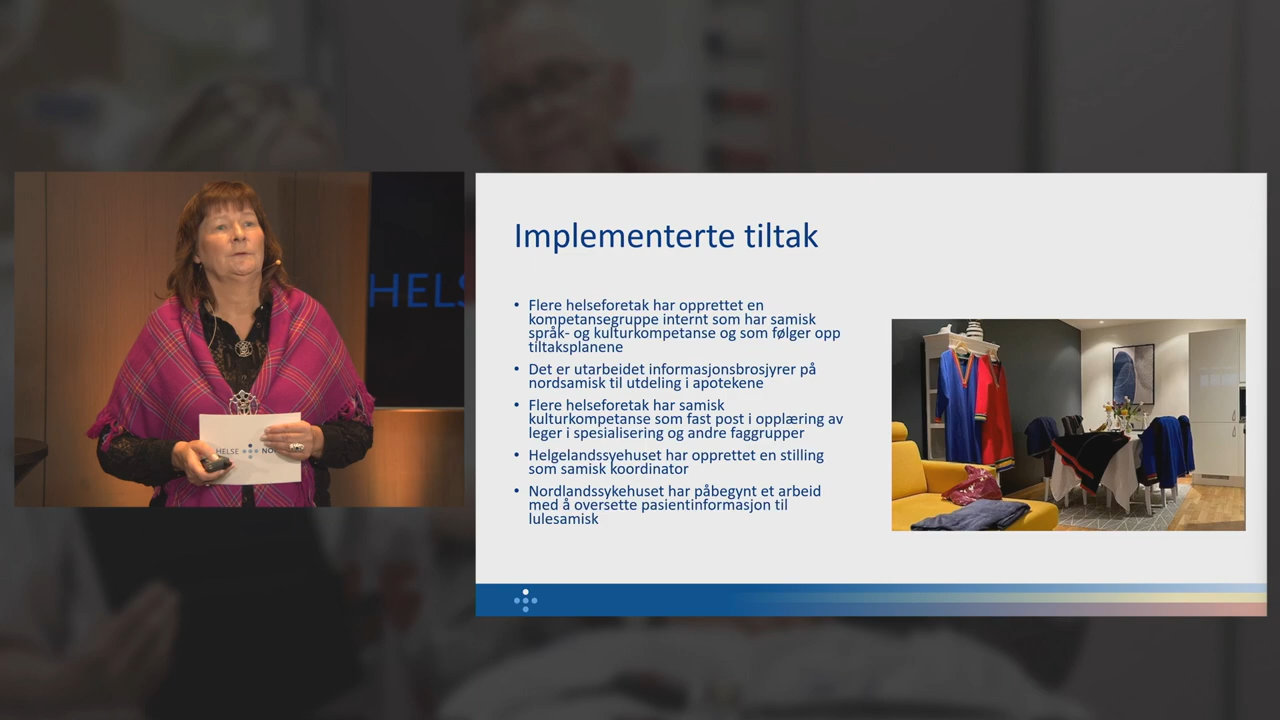 HELS
HELSE NOR
Implementerte tiltak
• Flere helseforetak har opprettet en
kompetansegruppe internt som har samisk
språk- og kulturkompetanse og som følger opp
tiltaksplanene
• Det er utarbeidet informasjonsbrosjyrer på
nordsamisk til utdeling i apotekene
• Flere helseforetak har samisk
kulturkompetanse som fast post i opplæring av
leger i spesialisering og andre faggrupper
• Helgelandssyehuset har opprettet en stilling
som samisk koordinator
• Nordlandssykehuset har påbegynt et arbeid
med å oversette pasientinformasjon til
lulesamisk